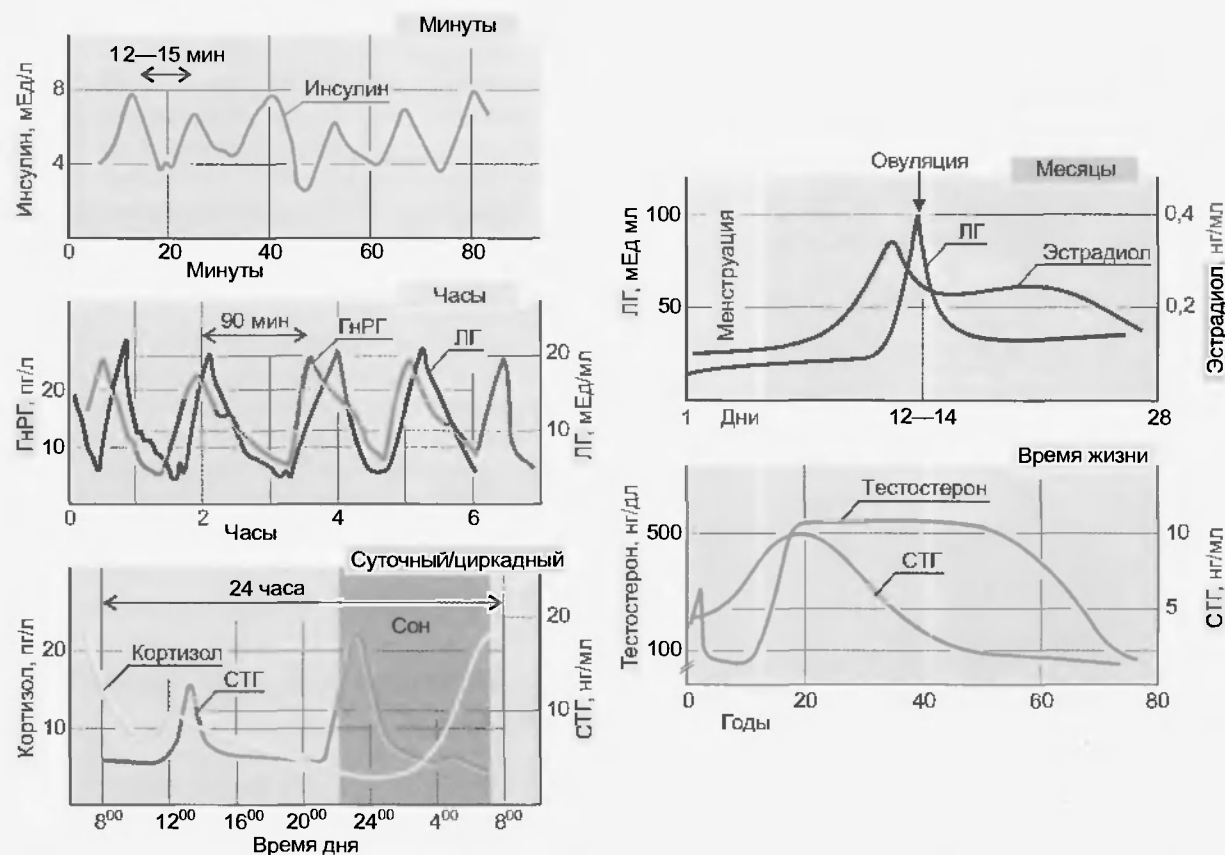 Минуты
12—15 мин
Инсулин
Инсулин, мЕд/л
8
4
0
20
40
60
80
Минуты
Часы
90 мин
ГнРГ
ЛГ
ГнРГ, пг/л
20
10
ЛГ, мЕд/мл
20
10
0
2
4
6
Часы
Суточный/циркадный
24 часа
Сон
Кортизол
СТГ
Кортизол, пг/л
20
10
СТГ, нг/мл
20
10
8⁰⁰
12⁰⁰
16⁰⁰
20⁰⁰
24⁰⁰
4⁰⁰
8⁰⁰
Время дня
Овуляция
Месяцы
Менструация
ЛГ
Эстрадиол
ЛГ, мЕд мл
100
50
Эстрадиол, нг/мл
0,4
0,2
1
Дни
12—14
28
Время жизни
Тестостерон
СТГ
Тестостерон, нг/дл
500
100
СТГ, нг/мл
10
5
0
20
40
60
80
Годы